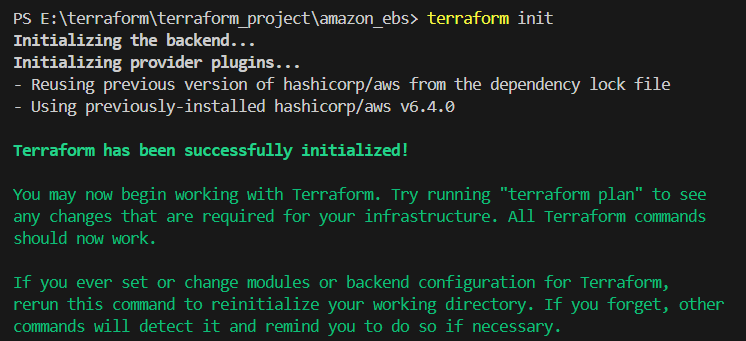 PS E:\terraform\terraform_project\amazon_ebs> terraform init
Initializing the backend...
Initializing provider plugins...
- Reusing previous version of hashicorp/aws from the dependency lock file
- Using previously-installed hashicorp/aws v6.4.0
Terraform has been successfully initialized!
You may now begin working with Terraform. Try running "terraform plan" to see
any changes that are required for your infrastructure. All Terraform commands
should now work.
If you ever set or change modules or backend configuration for Terraform,
rerun this command to reinitialize your working directory. If you forget, other
commands will detect it and remind you to do so if necessary.